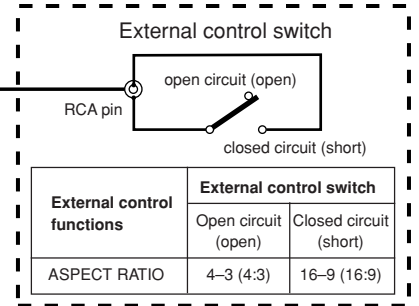 External control switch
open circuit (open)
RCA pin
closed circuit (short)
External control functions
External control switch
Open circuit (open)
Closed circuit (short)
ASPECT RATIO
4–3 (4:3)
16–9 (16:9)